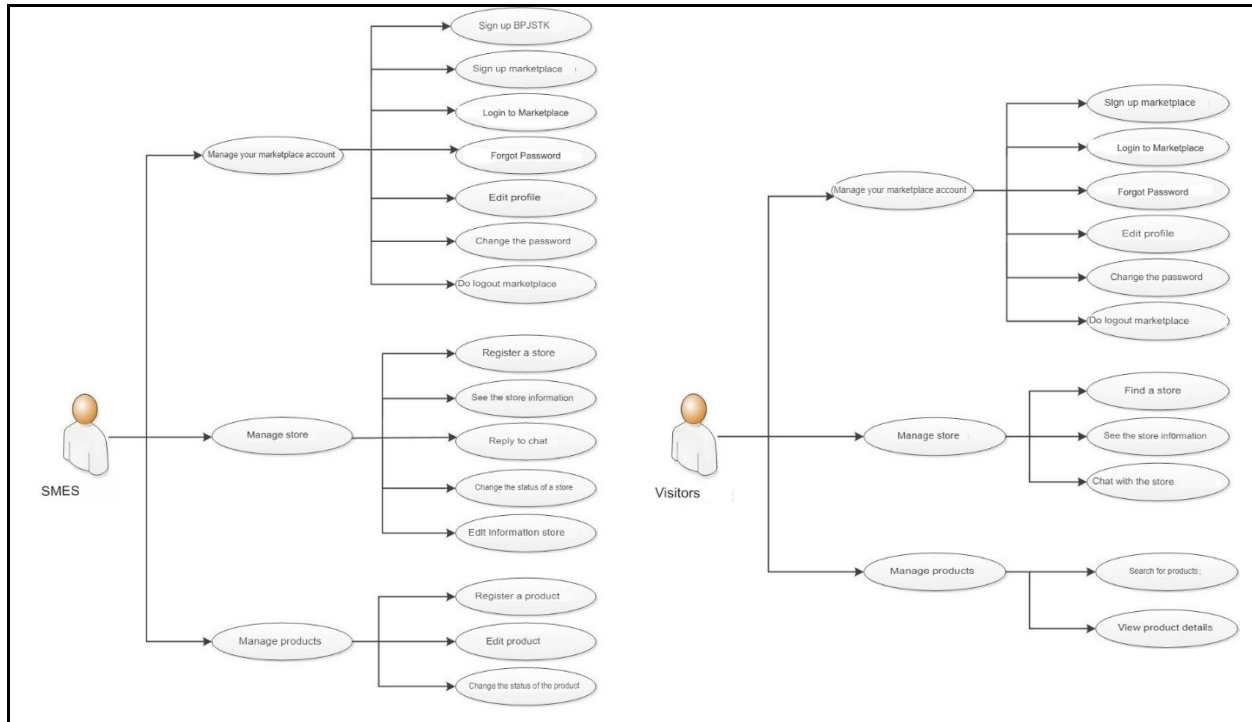 Sign up BPJSTK
Sign up marketplace
Login to Marketplace
Manage your marketplace account
Forgot Password
Edit profile
Change the password
Do logout marketplace
Register a store
See the store information
Manage store
Reply to chat
Change the status of a store
Edit Information store
SMES
Register a product
Manage products
Edit product
Change the status of the product
SIgn up marketplace
Login to Marketplace
Manage your marketplace account
Forgot Password
Edit profile
Change the password
Do logout marketplace
Find a store
Manage store
See the store information
Chat with the store
Visitors
Manage products
Search for products:
View product details